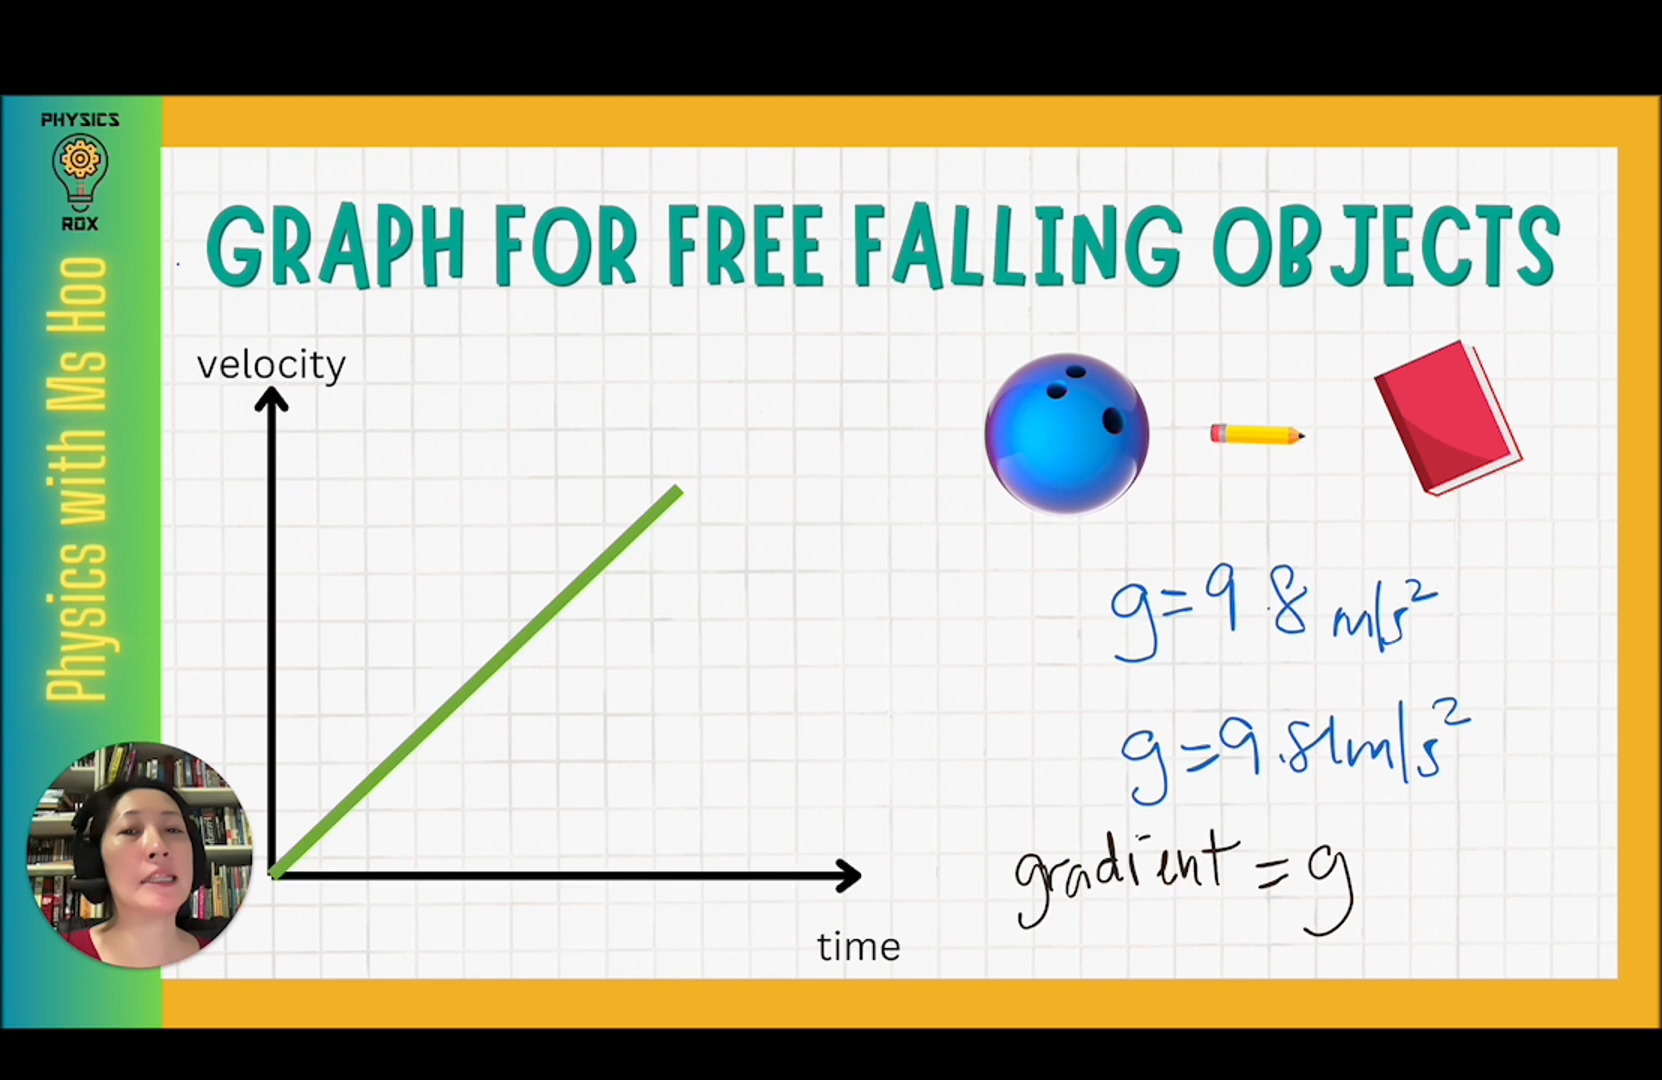 PHYSICS
ROX
Physics with Ms Hoo
GRAPH FOR FREE FALLING OBJECTS
velocity
time
g=9.8 m/s²
g=9.81m/s²
gradient = g